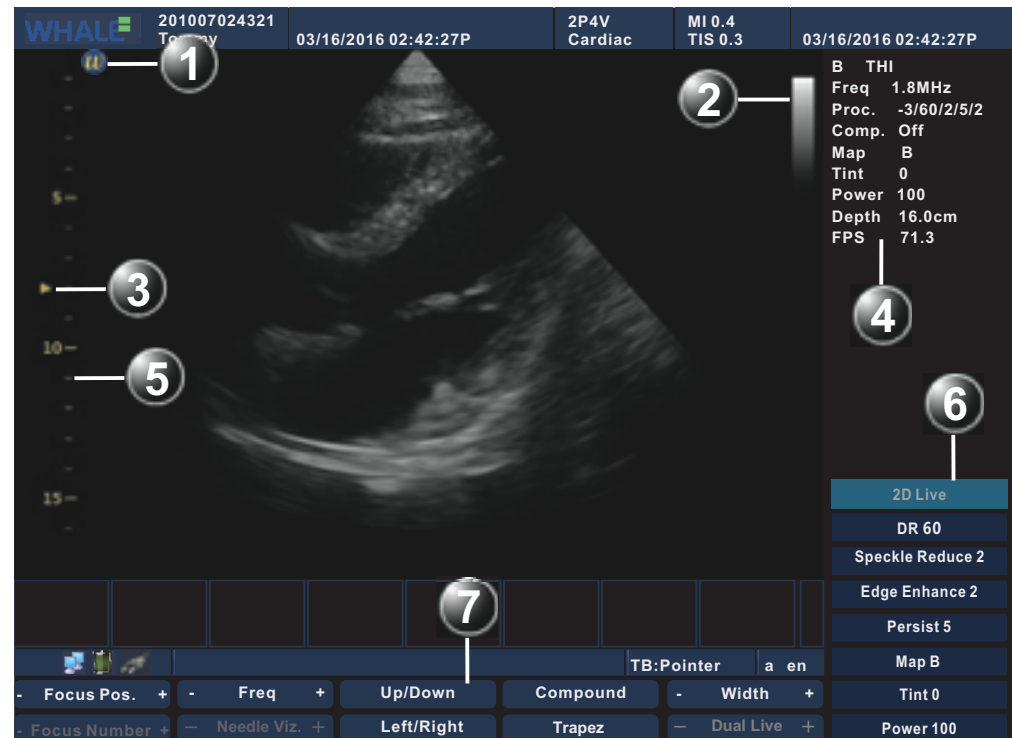 WHALE
201007024321
03/16/2016 02:42:27P
2P4V
Cardiac
MI 0.4
TIS 0.3
03/16/2016 02:42:27P
1
2
B THI
Freq 1.8MHz
Proc. -3/60/2/5/2
Comp. Off
Map B
Tint 0
Power 100
Depth 16.0cm
FPS 71.3
5
3
4
10
5
6
15
2D Live
DR 60
Speckle Reduce 2
Edge Enhance 2
Persist 5
Map B
Tint 0
Power 100
7
TB:Pointer a en
- Focus Pos. + - Freq + Up/Down Compound - Width +
- Focus Number + — Needle Viz. + Left/Right Trapez — Dual Live +